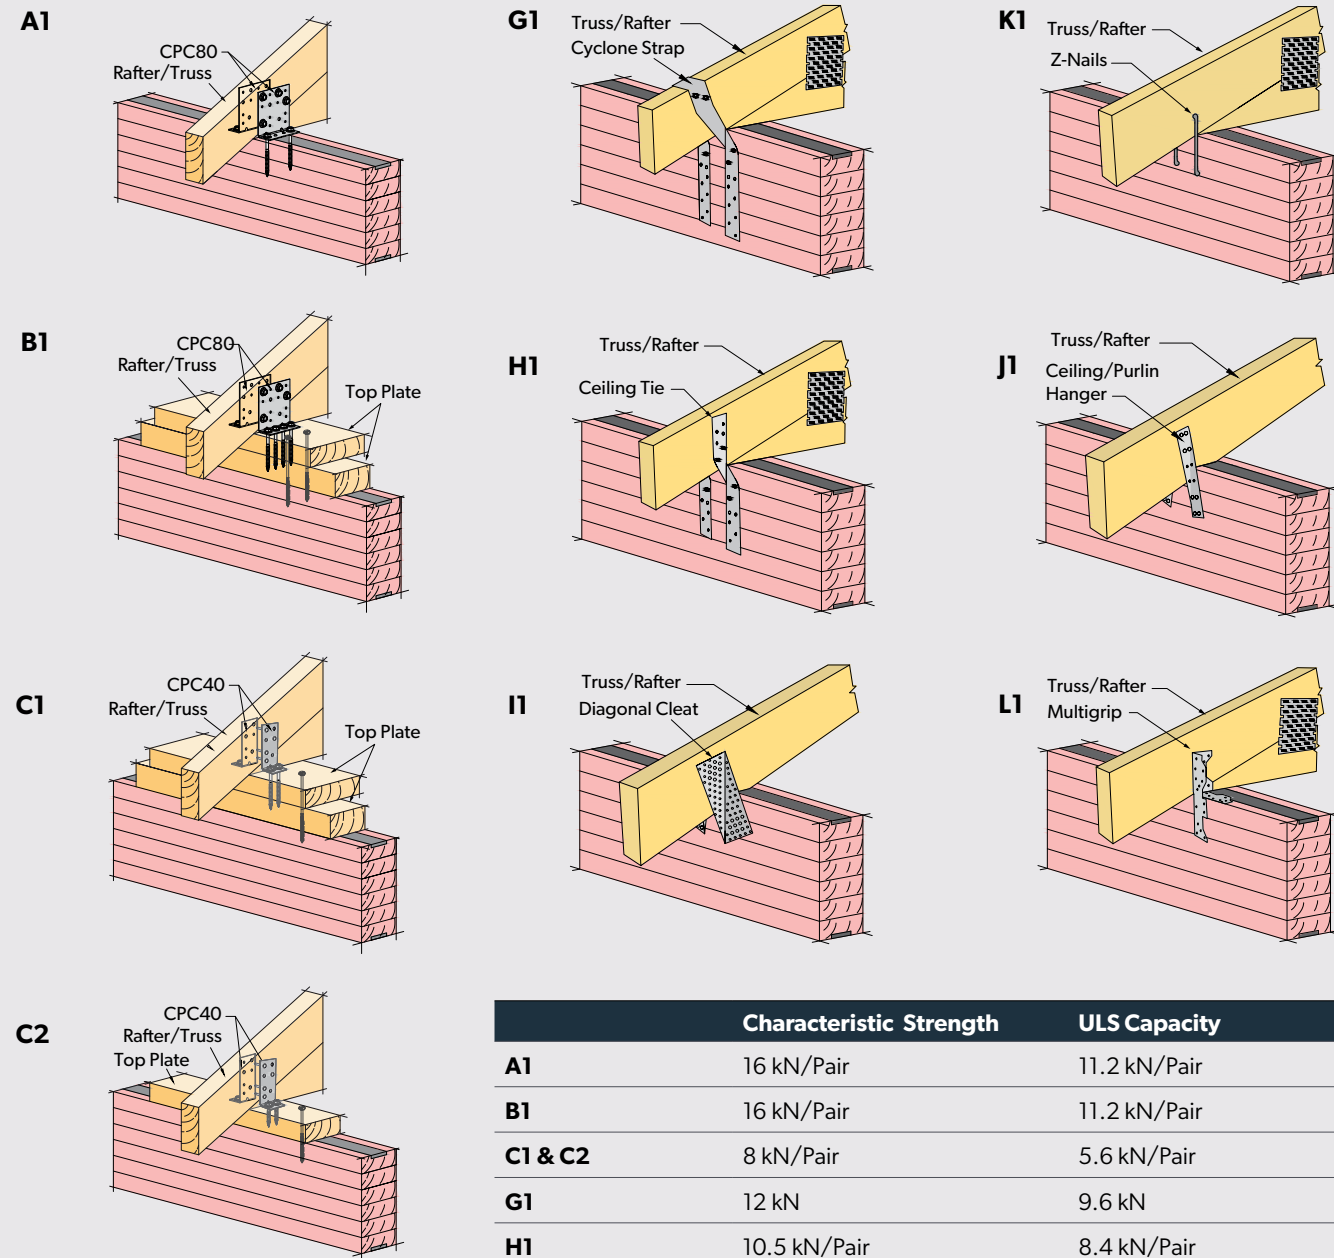 A1
CPC80
Rafter/Truss
B1
CPC80
Rafter/Truss
Top Plate
C1
CPC40
Rafter/Truss
Top Plate
C2
CPC40
Rafter/Truss
Top Plate
G1
Truss/Rafter
Cyclone Strap
H1
Truss/Rafter
Ceiling Tie
I1
Truss/Rafter
Diagonal Cleat
K1
Truss/Rafter
Z-Nails
J1
Truss/Rafter
Ceiling/Purlin
Hanger
L1
Truss/Rafter
Multigrip
Characteristic Strength ULS Capacity
A1 16 kN/Pair 11.2 kN/Pair
B1 16 kN/Pair 11.2 kN/Pair
C1 & C2 8 kN/Pair 5.6 kN/Pair
G1 12 kN 9.6 kN
H1 10.5 kN/Pair 8.4 kN/Pair